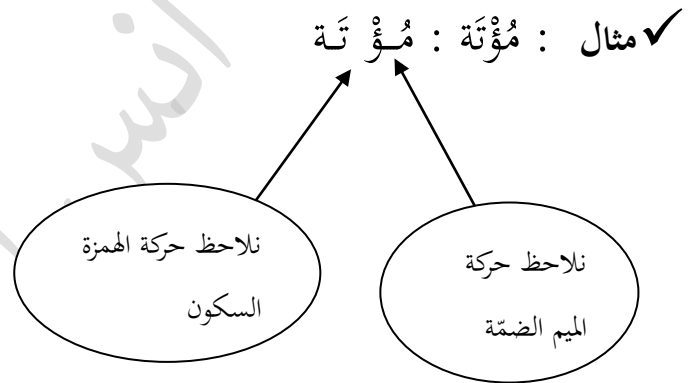 ✓مثال : مُؤْتَة : مُـؤْ تَـة
نلاحظ حركة
الميم الضمّة
نلاحظ حركة الهمزة
السكون